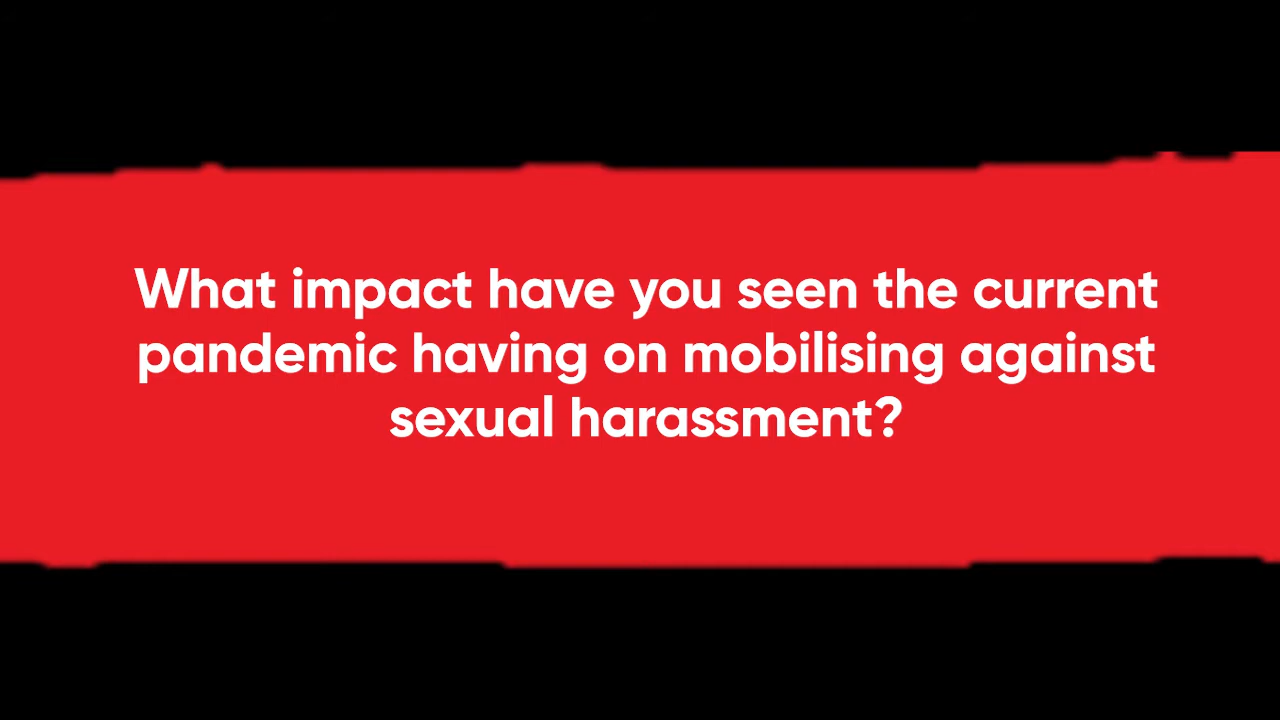 What impact have you seen the current
pandemic having on mobilising against
sexual harassment?